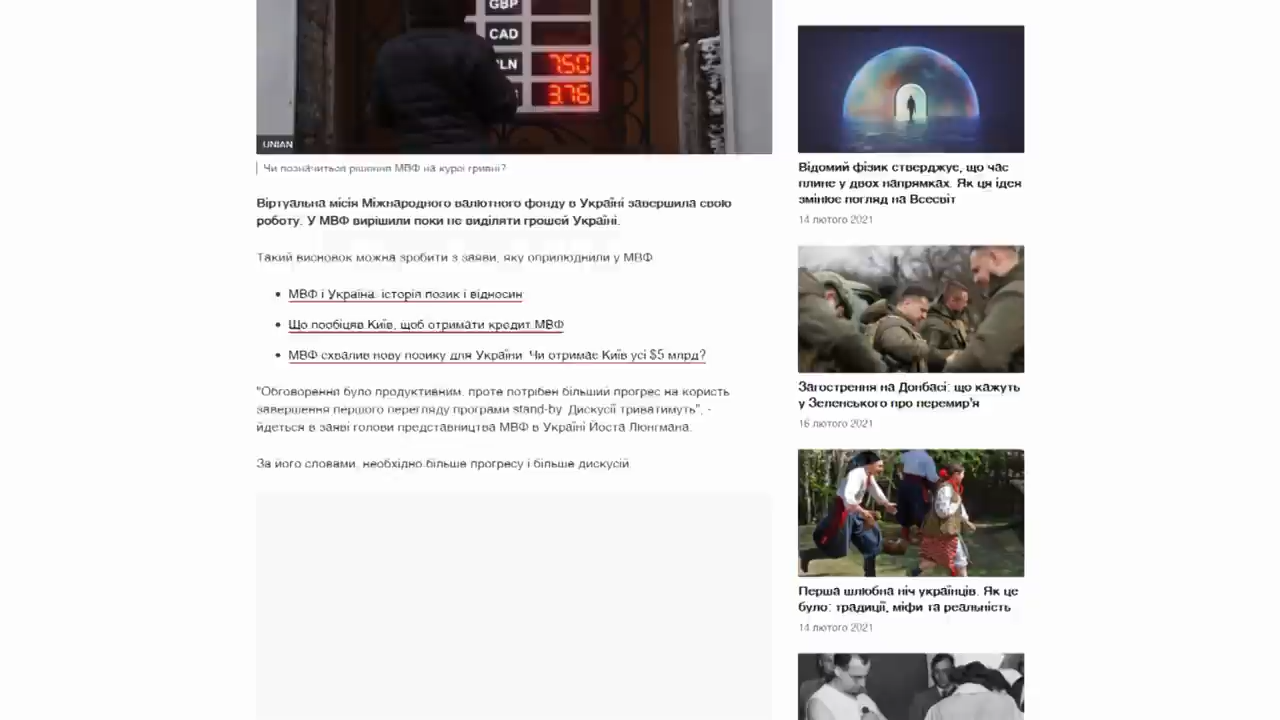 GBP
CAD
LN 7.50
3.76
UNIAN
Чи позначиться рішення МВФ на курсі гривні?
Віртуальна місія Міжнародного валютного фонду в Україні завершила свою
роботу. У МВФ вирішили поки не виділяти грошей Україні.
Такий висновок можна зробити з заяви, яку оприлюднили у МВФ.
МВФ і Україна: історія позик і відносин
Що пообіцяв Київ, щоб отримати кредит МВФ
МВФ схвалив нову позику для України. Чи отримає Київ усі $5 млрд?
"Обговорення було продуктивним, проте потрібен більший прогрес на користь
завершення першого перегляду програми stand-by. Дискусії триватимуть", -
йдеться в заяві голови представництва МВФ в Україні Йоста Люнгмана.
За його словами, необхідно більше прогресу і більше дискусій.
Відомий фізик стверджує, що час
плине у двох напрямках. Як ця ідея
змінює погляд на Всесвіт
14 лютого 2021
Загострення на Донбасі: що кажуть
у Зеленського про перемир'я
16 лютого 2021
Перша шлюбна ніч українців. Як це
було: традиції, міфи та реальність
14 лютого 2021